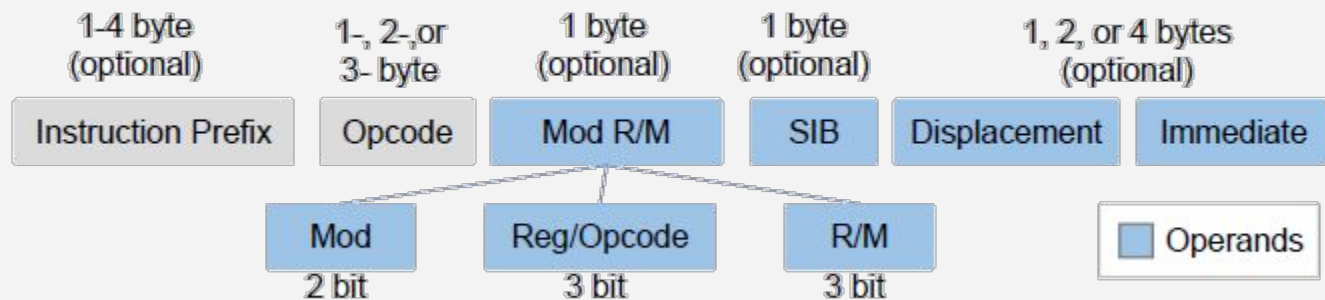 1-4 byte
(optional)
1-, 2-,or
3- byte
1 byte
(optional)
1 byte
(optional)
1, 2, or 4 bytes
(optional)
Instruction Prefix
Opcode
Mod R/M
SIB
Displacement
Immediate
Mod
Reg/Opcode
R/M
Operands
2 bit
3 bit
3 bit